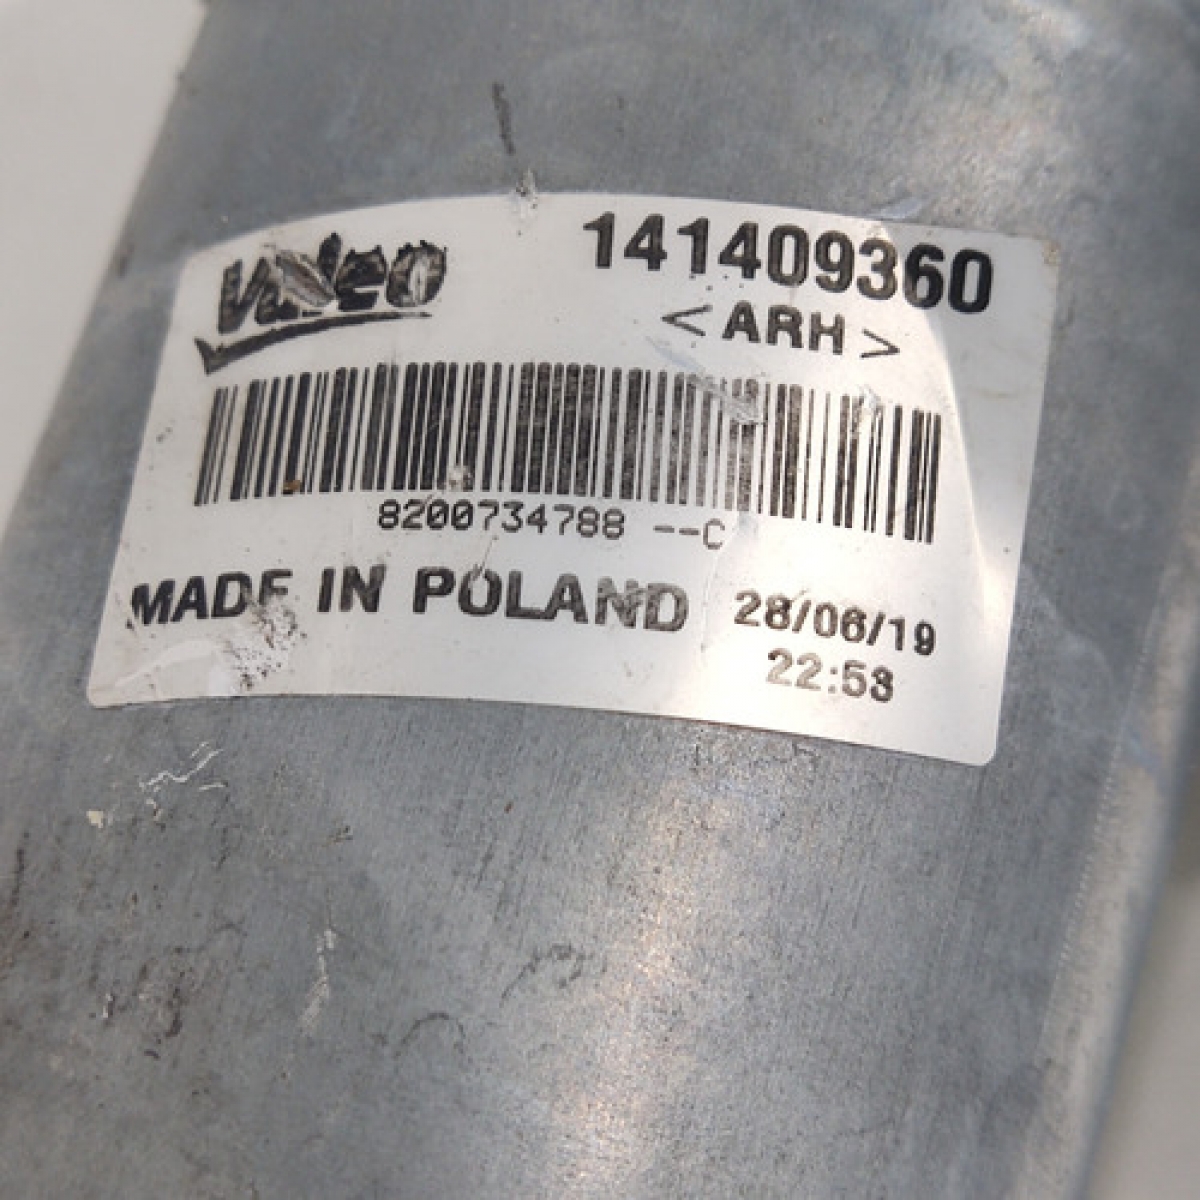 Valeo
141409360
<ARH>
8200734788 --C
MADE IN POLAND
28/06/19
22:53